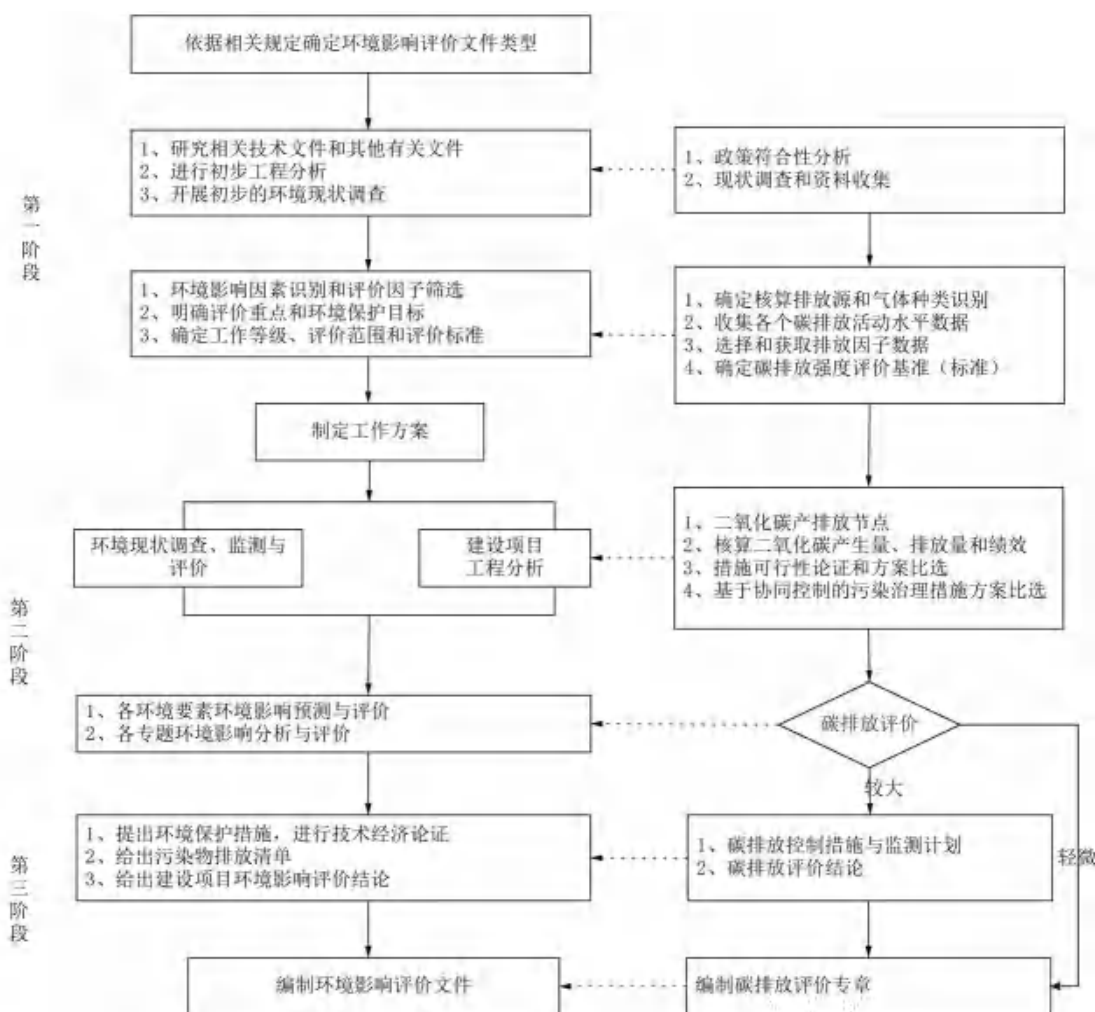 依据相关规定确定环境影响评价文件类型
1、研究相关技术文件和其他有关文件
2、进行初步工程分析
3、开展初步的环境现状调查
1、政策符合性分析
2、现状调查和资料收集
第一阶段
1、环境影响因素识别和评价因子筛选
2、明确评价重点和环境保护目标
3、确定工作等级、评价范围和评价标准
1、确定核算排放源和气体种类识别
2、收集各个碳排放活动水平数据
3、选择和获取排放因子数据
4、确定碳排放强度评价基准（标准）
制定工作方案
环境现状调查、监测与
评价
建设项目
工程分析
1、二氧化碳产排放节点
2、核算二氧化碳产生量、排放量和绩效
3、措施可行性论证和方案比选
4、基于协同控制的污染治理措施方案比选
第二阶段
1、各环境要素环境影响预测与评价
2、各专题环境影响分析与评价
碳排放评价
较大
轻微
1、提出环境保护措施，进行技术经济论证
2、给出污染物排放清单
3、给出建设项目环境影响评价结论
1、碳排放控制措施与监测计划
2、碳排放评价结论
第三阶段
编制环境影响评价文件
编制碳排放评价专章